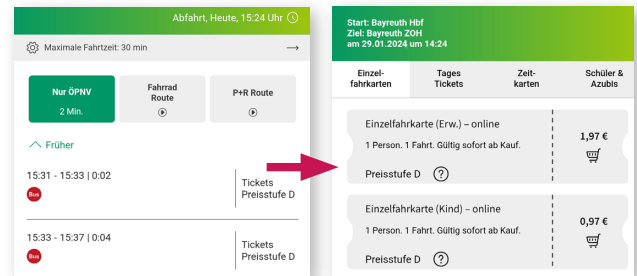 Abfahrt, Heute, 15:24 Uhr
Maximale Fahrtzeit: 30 min
Nur ÖPNV
2 Min.
Fahrrad
Route
P+R Route
Früher
15:31 - 15:33 | 0:02
Bus
Tickets
Preisstufe D
15:33 - 15:37 | 0:04
Bus
Tickets
Preisstufe D
Start: Bayreuth Hbf
Ziel: Bayreuth
ZOH
am 29.01.2024 um 14:24
Einzel-
fahrkarten
Tages
Tickets
Zeit-
karten
Schüler &
Azubis
Einzelfahrkarte (Erw.) – online
1 Person. 1 Fahrt. Gültig sofort ab Kauf.
Preisstufe D ?
1,97 €
Einzelfahrkarte (Kind) – online
1 Person. 1 Fahrt. Gültig sofort ab Kauf.
Preisstufe D ?
0,97 €